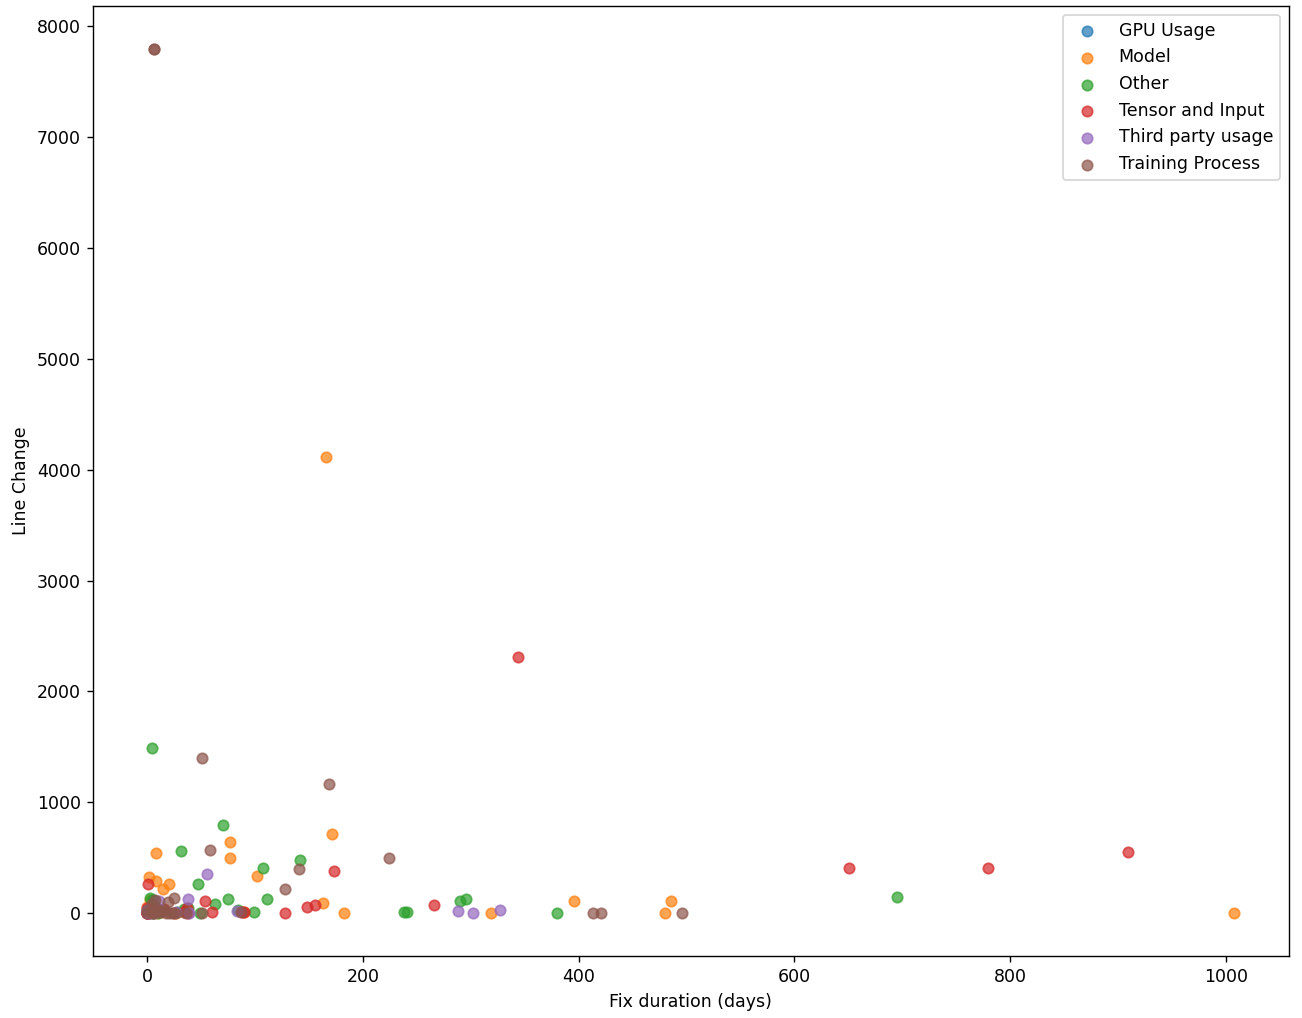 8000
7000
6000
5000
4000
3000
2000
1000
0
Line Change
0 200 400 600 800 1000
Fix duration (days)
GPU Usage
Model
Other
Tensor and Input
Third party usage
Training Process